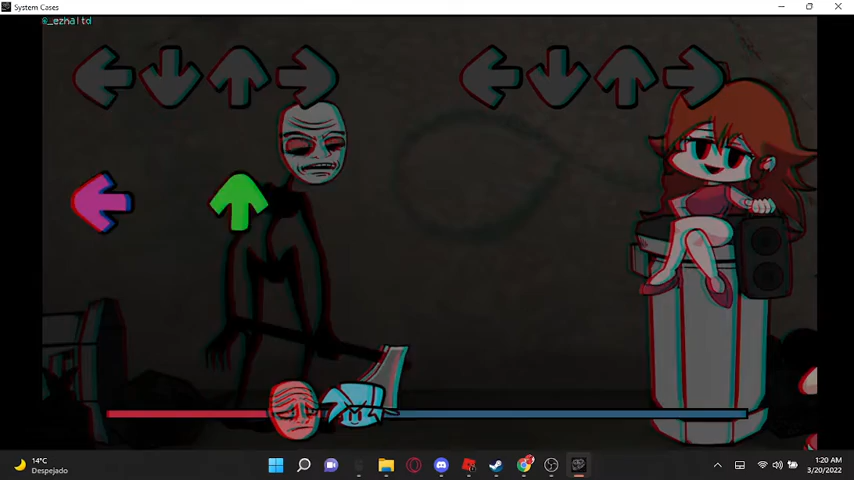 System Cases
@_ezhaltd
14°C
Despejado
1:20 AM
3/20/2022